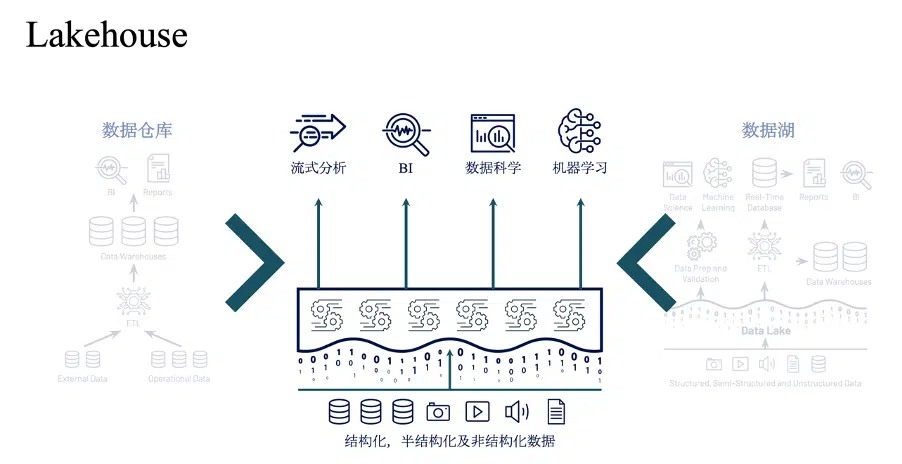 Lakehouse
数据仓库
BI
Reports
Data Warehouses
ETL
External Data
Operational Data
流式分析
BI
数据科学
机器学习
结构化，半结构化及非结构化数据
数据湖
Data
Science
Machine
Learning
Real-Time
Database
Reports
BI
Data Prep and
Validation
ETL
Data Warehouses
Data Lake
Structured, Semi-Structured and Unstructured Data